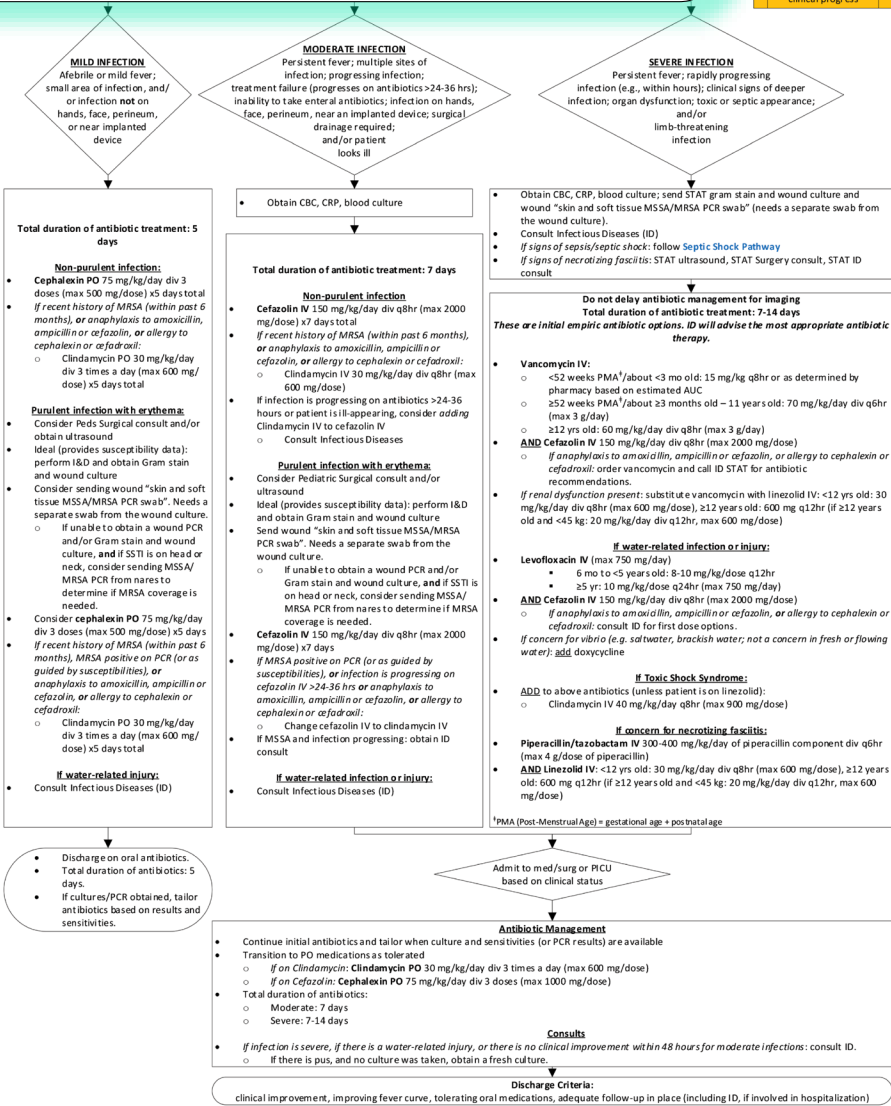 clinical progress
MILD INFECTION
Afebrile or mild fever;
small area of infection, and/
or infection not on
hands, face, perineum,
or near implanted
device
MODERATE INFECTION
Persistent fever; multiple sites of
infection; progressing infection;
treatment failure (progresses on antibiotics >24-36 hrs);
inability to take enteral antibiotics; infection on hands,
face, perineum, near an implanted device; surgical
drainage required;
and/or patient
looks ill
SEVERE INFECTION
Persistent fever; rapidly progressing
infection (e.g., within hours); clinical signs of deeper
infection; organ dysfunction; toxic or septic appearance;
and/or
limb-threatening
infection
Total duration of antibiotic treatment: 5
days
Non-purulent infection:
• Cephalexin PO 75 mg/kg/day div 3
doses (max 500 mg/dose) x5 days total
• If recent history of MRSA (within past 6
months), or anaphylaxis to amoxicillin,
ampicillin or cefazolin, or allergy to
cephalexin or cefadroxil:
o Clindamycin PO 30 mg/kg/day
div 3 times a day (max 600 mg/
dose) x5 days total
Purulent infection with erythema:
• Consider Peds Surgical consult and/or
obtain ultrasound
• Ideal (provides susceptibility data):
perform I&D and obtain Gram stain
and wound culture
• Consider sending wound "skin and soft
tissue MSSA/MRSA PCR swab". Needs a
separate swab from the wound culture.
o If unable to obtain a wound PCR
and/or Gram stain and wound
culture, and if SSTI is on head or
neck, consider sending MSSA/
MRSA PCR from nares to
determine if MRSA coverage is
needed.
• Consider cephalexin PO 75 mg/kg/day
div 3 doses (max 500 mg/dose) x5 days
• If recent history of MRSA (within past 6
months), MRSA positive on PCR (or as
guided by susceptibilities), or
anaphylaxis to amoxicillin, ampicillin or
cefazolin, or allergy to cephalexin or
cefadroxil:
o Clindamycin PO 30 mg/kg/day
div 3 times a day (max 600 mg/
dose) x5 days total
If water-related injury:
• Consult Infectious Diseases (ID)
• Obtain CBC, CRP, blood culture
Total duration of antibiotic treatment: 7 days
Non-purulent infection
• Cefazolin IV 150 mg/kg/day div q8hr (max 2000
mg/dose) x7 days total
• If recent history of MRSA (within past 6 months),
or anaphylaxis to amoxicillin, ampicillin or
cefazolin, or allergy to cephalexin or cefadroxil:
o Clindamycin IV 30 mg/kg/day div q8hr (max
600 mg/dose)
• If infection is progressing on antibiotics >24-36
hours or patient is ill-appearing, consider adding
Clindamycin IV to cefazolin IV
o Consult Infectious Diseases
Purulent infection with erythema:
• Consider Pediatric Surgical consult and/or
ultrasound
• Ideal (provides susceptibility data): perform I&D
and obtain Gram stain and wound culture
• Send wound "skin and soft tissue MSSA/MRSA
PCR swab". Needs a separate swab from the
wound culture.
o If unable to obtain a wound PCR and/or
Gram stain and wound culture, and if SSTI is
on head or neck, consider sending MSSA/
MRSA PCR from nares to determine if MRSA
coverage is needed.
• Cefazolin IV 150 mg/kg/day div q8hr (max 2000
mg/dose) x7 days
• If MRSA positive on PCR (or as guided by
susceptibilities), or infection is progressing on
cefazolin IV >24-36 hrs or anaphylaxis to
amoxicillin, ampicillin or cefazolin, or allergy to
cephalexin or cefadroxil:
o Change cefazolin IV to clindamycin IV
• If MSSA and infection progressing: obtain ID
consult
If water-related infection or injury:
• Consult Infectious Diseases (ID)
• Obtain CBC, CRP, blood culture; send STAT gram stain and wound culture and
wound "skin and soft tissue MSSA/MRSA PCR swab" (needs a separate swab from
the wound culture).
• Consult Infectious Diseases (ID)
• If signs of sepsis/septic shock: follow Septic Shock Pathway
• If signs of necrotizing fasciitis: STAT ultrasound, STAT Surgery consult, STAT ID
consult
Do not delay antibiotic management for imaging
Total duration of antibiotic treatment: 7-14 days
These are initial empiric antibiotic options. ID will advise the most appropriate antibiotic
therapy.
• Vancomycin IV:
o <52 weeks PMA‡/about <3 mo old: 15 mg/kg q8hr or as determined by
pharmacy based on estimated AUC
o ≥52 weeks PMA‡/about ≥3 months old – 11 years old: 70 mg/kg/day div q6hr
(max 3 g/day)
o ≥12 yrs old: 60 mg/kg/day div q8hr (max 3 g/day)
• AND Cefazolin IV 150 mg/kg/day div q8hr (max 2000 mg/dose)
o If anaphylaxis to amoxicillin, ampicillin or cefazolin, or allergy to cephalexin or
cefadroxil: order vancomycin and call ID STAT for antibiotic
recommendations.
• If renal dysfunction present: substitute vancomycin with linezolid IV: <12 yrs old: 30
mg/kg/day div q8hr (max 600 mg/dose), ≥12 years old: 600 mg q12hr (if ≥12 years
old and <45 kg: 20 mg/kg/day div q12hr, max 600 mg/dose)
If water-related infection or injury:
• Levofloxacin IV (max 750 mg/day)
▪ 6 mo to <5 years old: 8-10 mg/kg/dose q12hr
▪ ≥5 yr: 10 mg/kg/dose q24hr (max 750 mg/day)
• AND Cefazolin IV 150 mg/kg/day div q8hr (max 2000 mg/dose)
o If anaphylaxis to amoxicillin, ampicillin or cefazolin, or allergy to cephalexin or
cefadroxil: consult ID for first dose options.
• If concern for vibrio (e.g. saltwater, brackish water; not a concern in fresh or flowing
water): add doxycycline
If Toxic Shock Syndrome:
• ADD to above antibiotics (unless patient is on linezolid):
o Clindamycin IV 40 mg/kg/day q8hr (max 900 mg/dose)
If concern for necrotizing fasciitis:
• Piperacillin/tazobactam IV 300-400 mg/kg/day of piperacillin component div q6hr
(max 4 g/dose of piperacillin)
• AND Linezolid IV: <12 yrs old: 30 mg/kg/day div q8hr (max 600 mg/dose), ≥12 years
old: 600 mg q12hr (if ≥12 years old and <45 kg: 20 mg/kg/day div q12hr, max 600
mg/dose)
‡PMA (Post-Menstrual Age) = gestational age + postnatal age
• Discharge on oral antibiotics.
• Total duration of antibiotics: 5
days.
• If cultures/PCR obtained, tailor
antibiotics based on results and
sensitivities.
Admit to med/surg or PICU
based on clinical status
Antibiotic Management
• Continue initial antibiotics and tailor when culture and sensitivities (or PCR results) are available
• Transition to PO medications as tolerated
o If on Clindamycin: Clindamycin PO 30 mg/kg/day div 3 times a day (max 600 mg/dose)
o If on Cefazolin: Cephalexin PO 75 mg/kg/day div 3 doses (max 1000 mg/dose)
• Total duration of antibiotics:
o Moderate: 7 days
o Severe: 7-14 days
Consults
• If infection is severe, if there is a water-related injury, or there is no clinical improvement within 48 hours for moderate infections: consult ID.
o If there is pus, and no culture was taken, obtain a fresh culture.
Discharge Criteria:
clinical improvement, improving fever curve, tolerating oral medications, adequate follow-up in place (including ID, if involved in hospitalization)